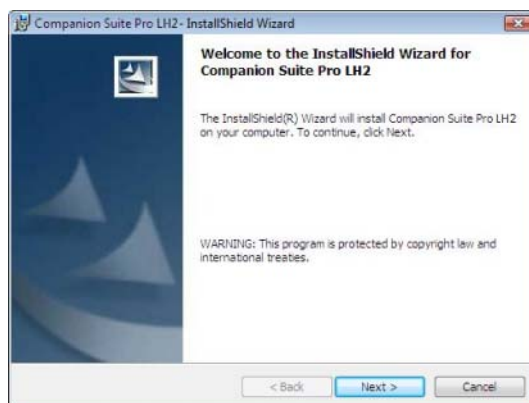 Companion Suite Pro LH2- InstallShield Wizard
Welcome to the InstallShield Wizard for
Companion Suite Pro LH2
The InstallShield(R) Wizard will install Companion Suite Pro LH2
on your computer. To continue, click Next.
WARNING: This program is protected by copyright law and
international treaties.
< Back
Next >
Cancel